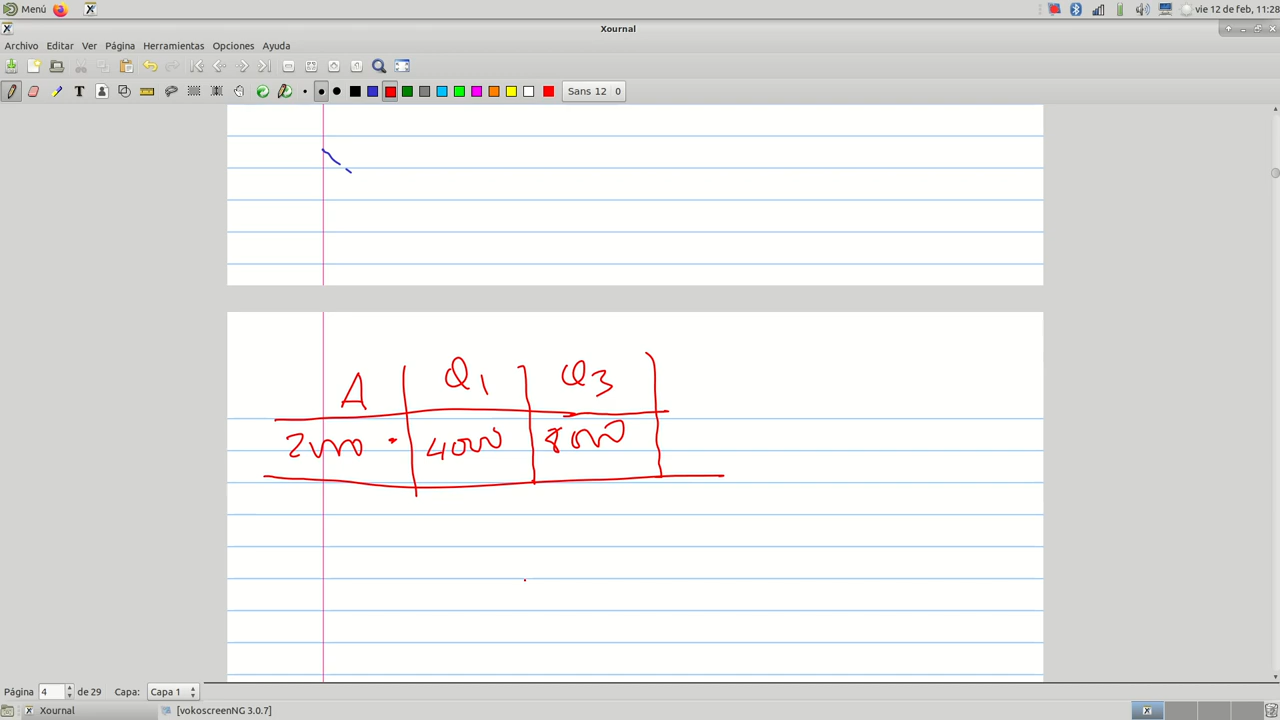 Menú vie 12 de feb, 11:28
Xournal
Archivo Editar Ver Página Herramientas Opciones Ayuda
T Sans 12 0
A Q1 Q3
2000 4000 8000
Página 4 de 29 Capa: Capa 1
Xournal [vokoscreenNG 3.0.7]